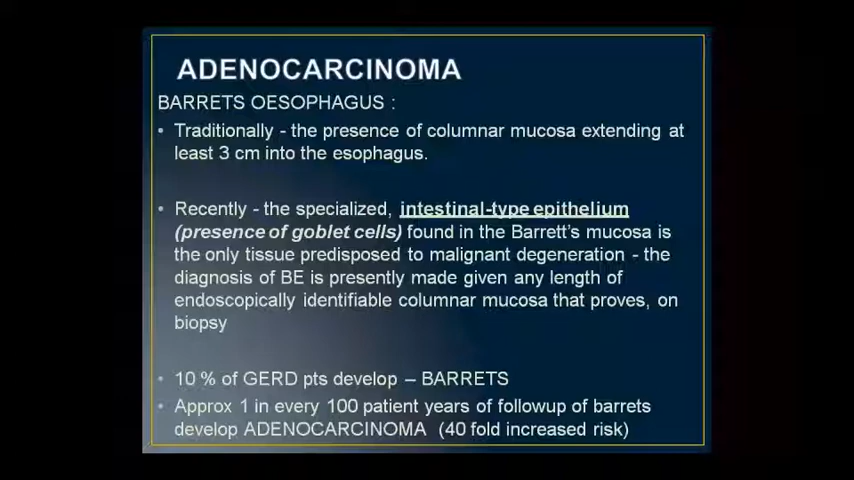 ADENOCARCINOMA
BARRETS OESOPHAGUS :
• Traditionally - the presence of columnar mucosa extending at
least 3 cm into the esophagus.
• Recently - the specialized, intestinal-type epithelium
(presence of goblet cells) found in the Barrett's mucosa is
the only tissue predisposed to malignant degeneration - the
diagnosis of BE is presently made given any length of
endoscopically identifiable columnar mucosa that proves, on
biopsy
• 10 % of GERD pts develop – BARRETS
• Approx 1 in every 100 patient years of followup of barrets
develop ADENOCARCINOMA (40 fold increased risk)